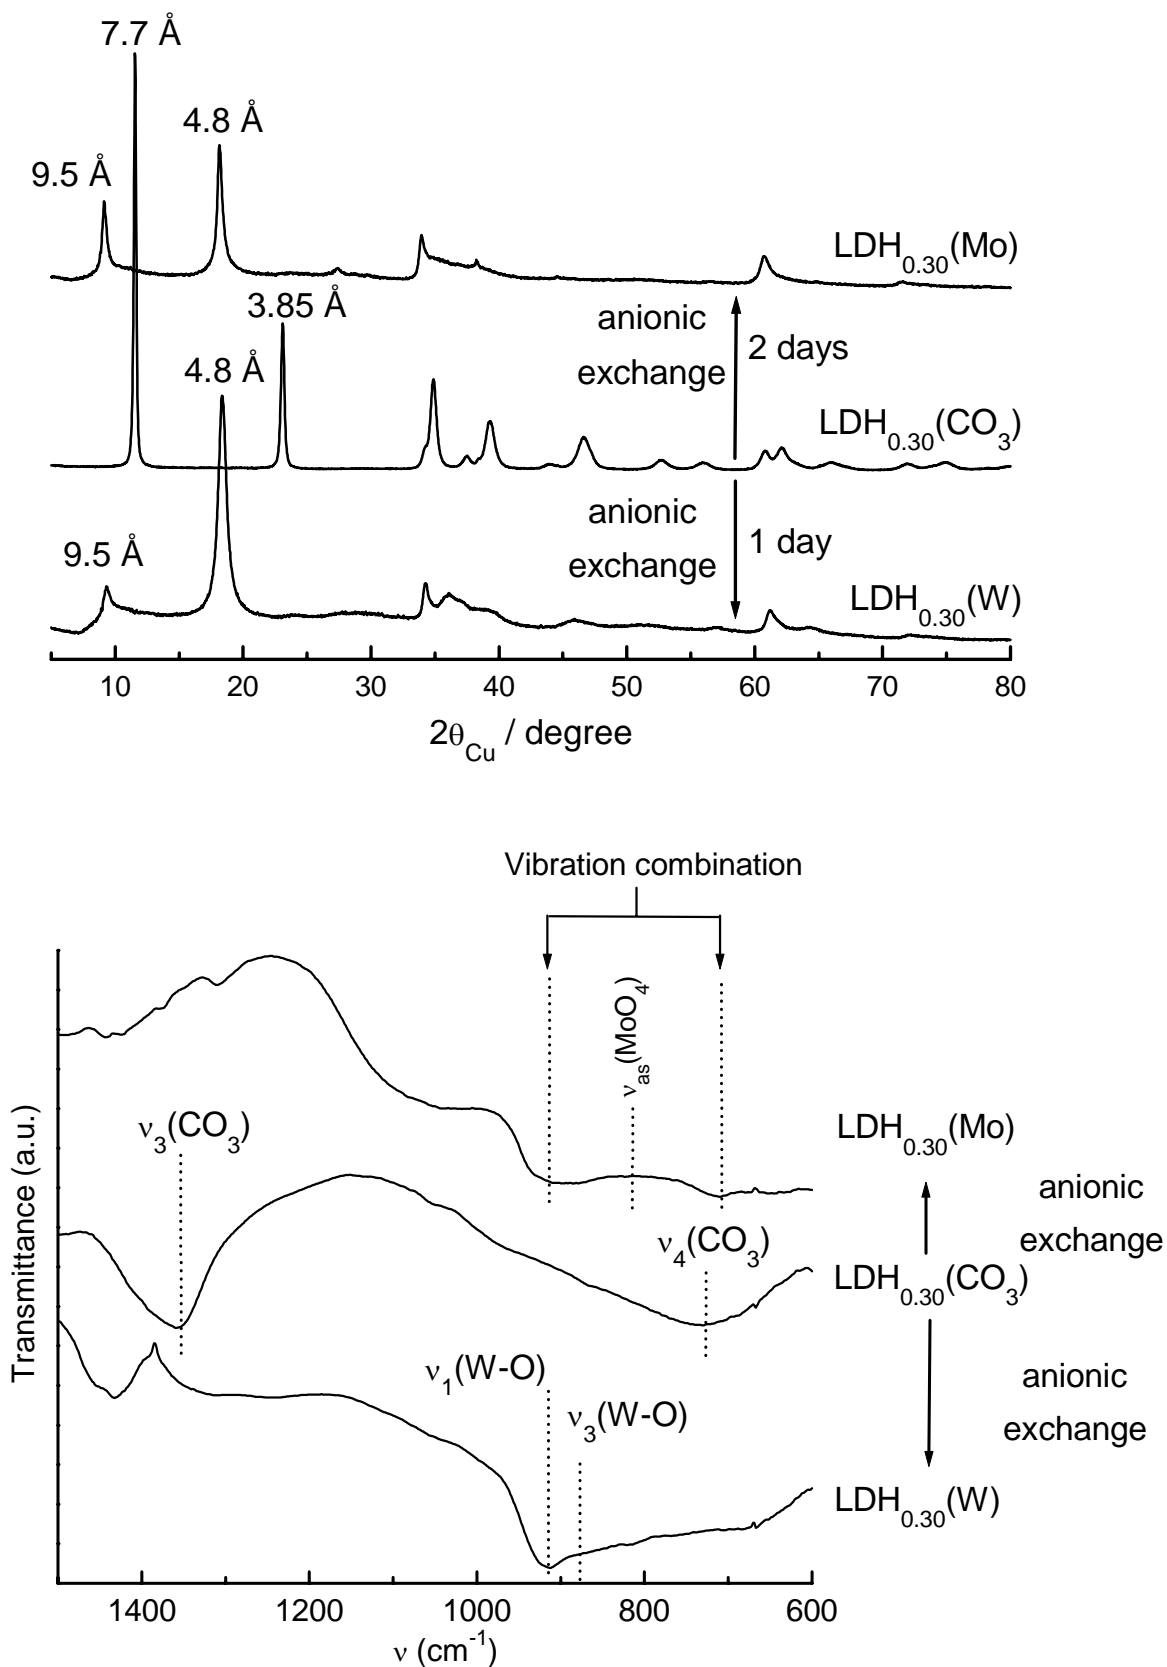 7.7 Å
4.8 Å
9.5 Å
LDH0.30(Mo)
3.85 Å
anionic
exchange
2 days
4.8 Å
LDH0.30(CO3)
anionic
exchange
1 day
9.5 Å
LDH0.30(W)
10 20 30 40 50 60 70 80
2θCu / degree
Vibration combination
νas(MoO4)
ν3(CO3)
LDH0.30(Mo)
anionic
exchange
ν4(CO3)
LDH0.30(CO3)
ν1(W-O)
ν3(W-O)
anionic
exchange
LDH0.30(W)
Transmittance (a.u.)
1400 1200 1000 800 600
ν (cm-1)